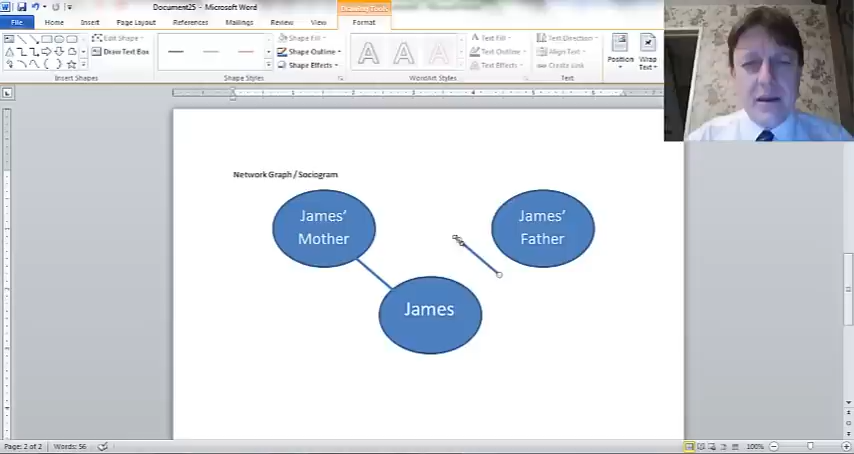 Document25 - Microsoft Word
Drawing Tools
File
Home
Insert
Page Layout
References
Mailings
Review
View
Format
Edit Shape
Draw Text Box
Insert Shapes
Shape Fill
Shape Outline
Shape Effects
Shape Styles
A A A
Text Fill
Text Outline
Text Effects
WordArt Styles
Text Direction
Align Text
Create Link
Text
Position
Wrap
Text
Network Graph / Sociogram
James'
Mother
James'
Father
James
Page: 2 of 2
Words: 56
100%